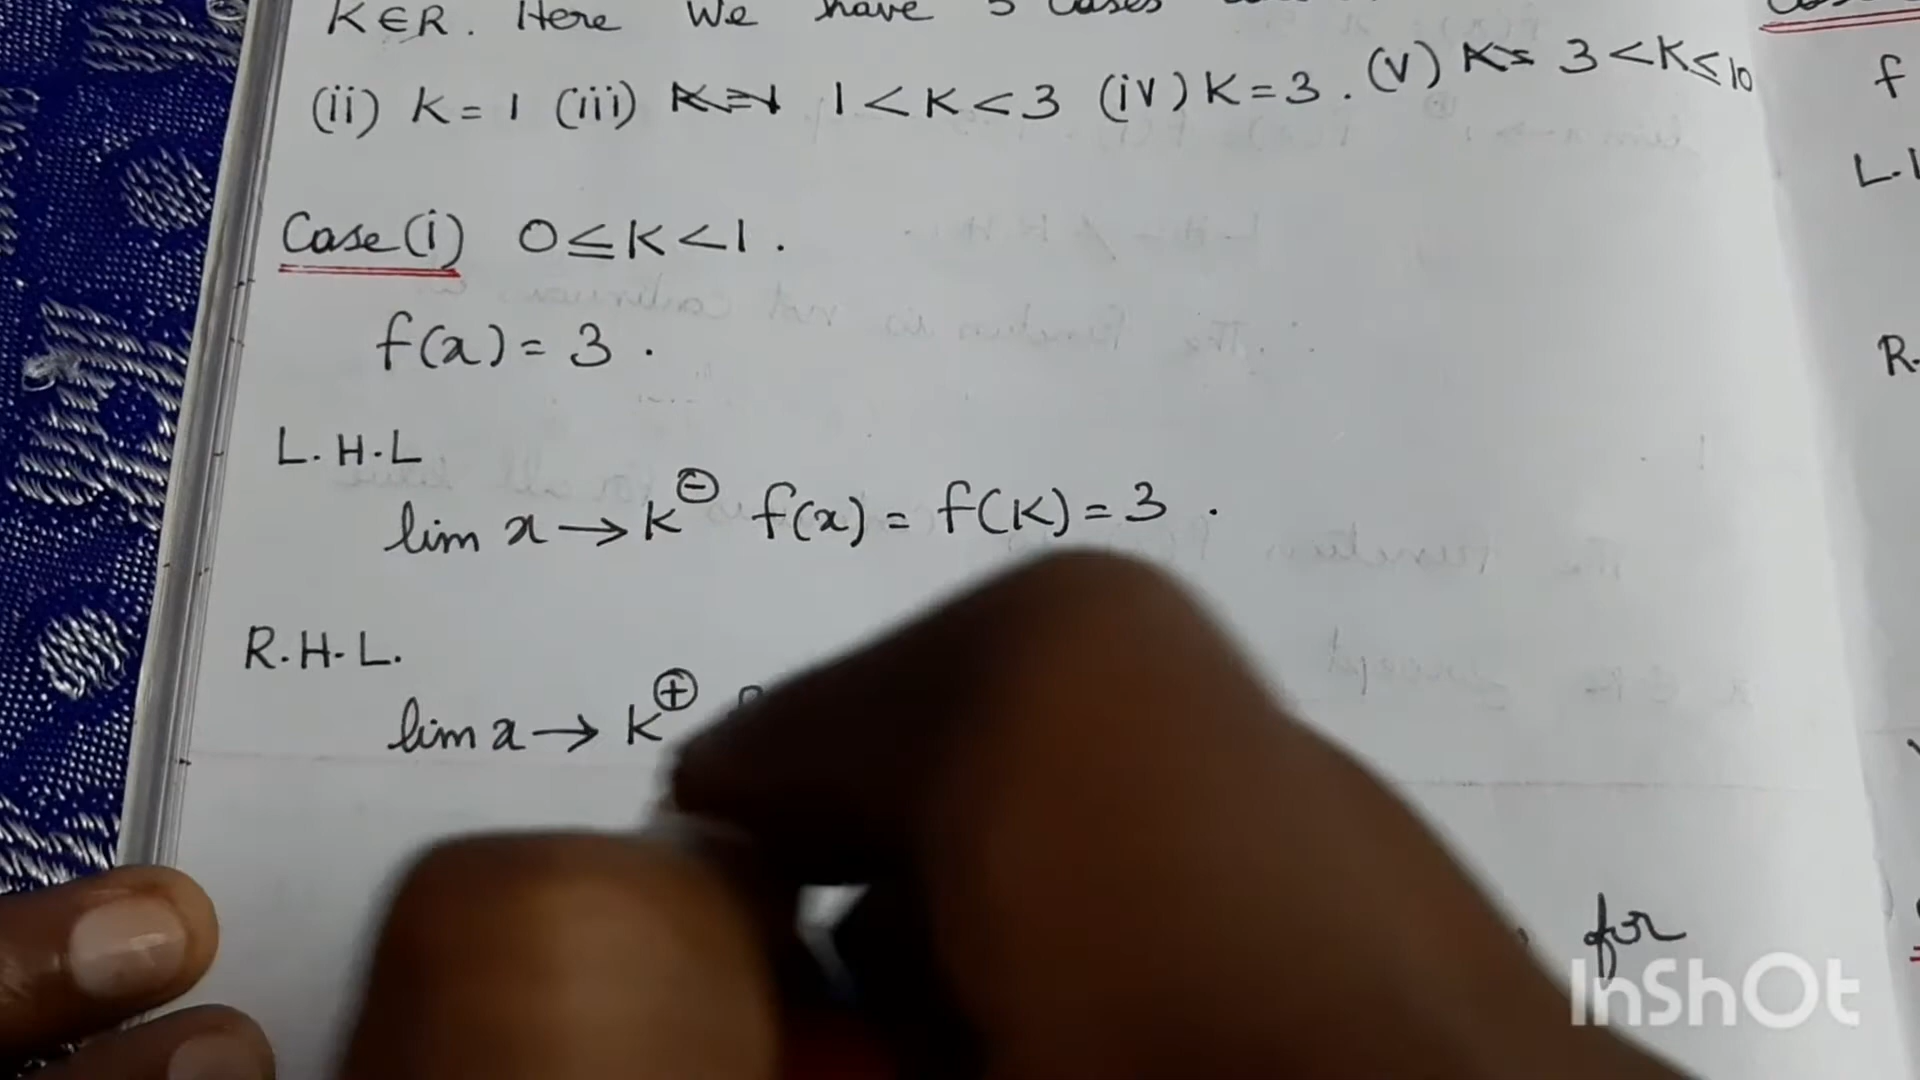 K∈R. Here we have 5 cases
(ii) K = 1 (iii) K=1 1<K<3 (iv) K=3. (v) K≤ 3<K≤10
Case (i) 0≤K<1.
f(x) = 3.
L.H.L
lim x→K⊖ f(x) = f(K) = 3.
R.H.L.
lim x→K⊕
for
f
L.
R.
InShOt